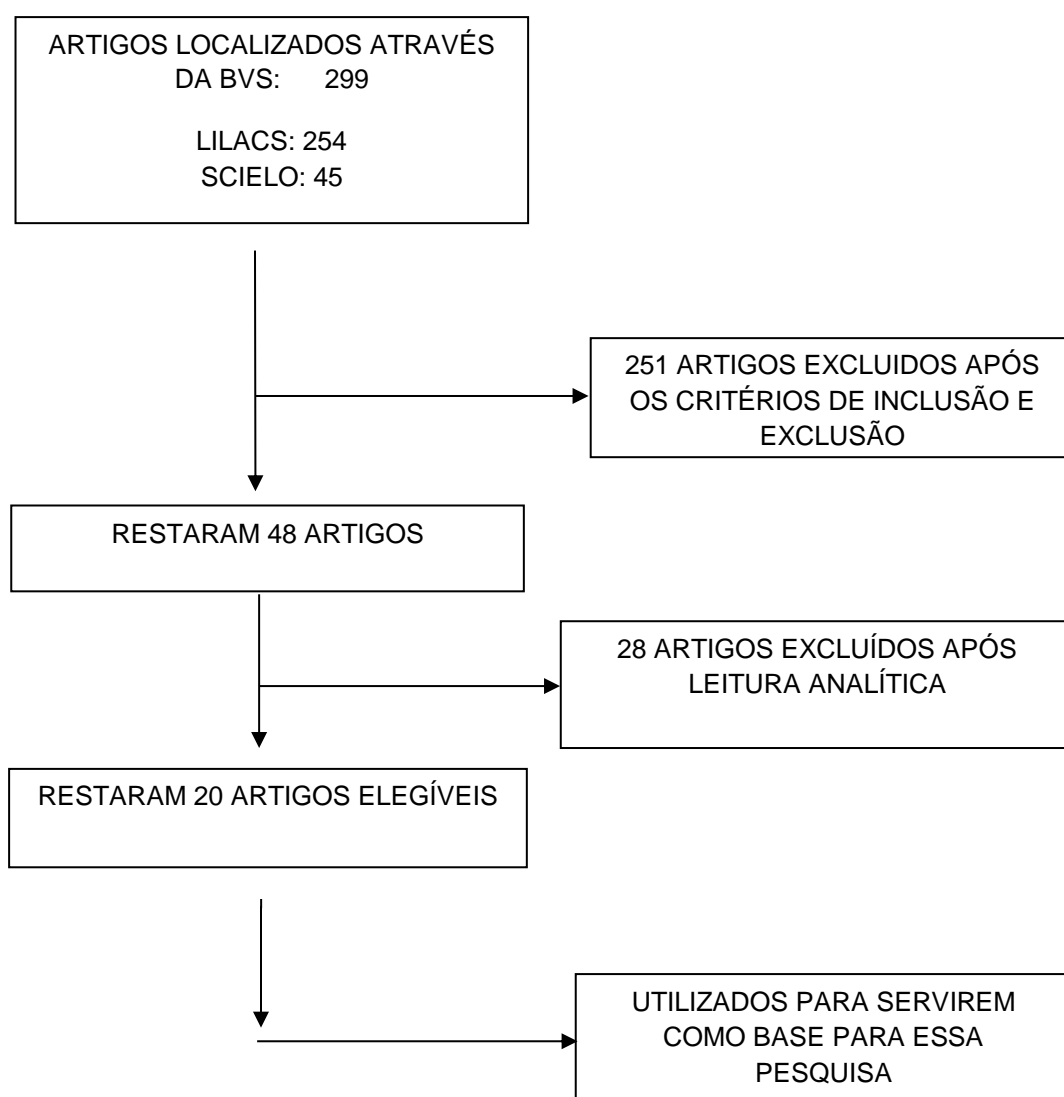 ARTIGOS LOCALIZADOS ATRAVÉS
DA BVS: 299
LILACS: 254
SCIELO: 45
251 ARTIGOS EXCLUIDOS APÓS
OS CRITÉRIOS DE INCLUSÃO E
EXCLUSÃO
RESTARAM 48 ARTIGOS
28 ARTIGOS EXCLUÍDOS APÓS
LEITURA ANALÍTICA
RESTARAM 20 ARTIGOS ELEGÍVEIS
UTILIZADOS PARA SERVIREM
COMO BASE PARA ESSA
PESQUISA